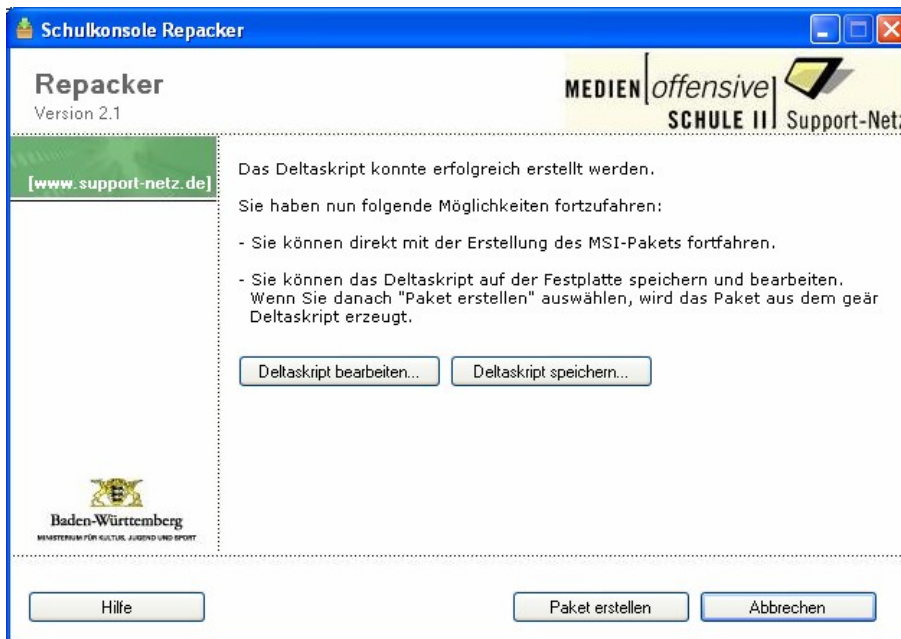 Schulkonsole Repacker
Repacker
Version 2.1
MEDIEN offensive
SCHULE II Support-Netz
[www.support-netz.de]
Das Deltaskript konnte erfolgreich erstellt werden.
Sie haben nun folgende Möglichkeiten fortzufahren:
- Sie können direkt mit der Erstellung des MSI-Pakets fortfahren.
- Sie können das Deltaskript auf der Festplatte speichern und bearbeiten.
Wenn Sie danach "Paket erstellen" auswählen, wird das Paket aus dem geär
Deltaskript erzeugt.
Deltaskript bearbeiten... Deltaskript speichern...
Baden-Württemberg
MINISTERIUM FÜR KULTUS, JUGEND UND SPORT
Hilfe Paket erstellen Abbrechen